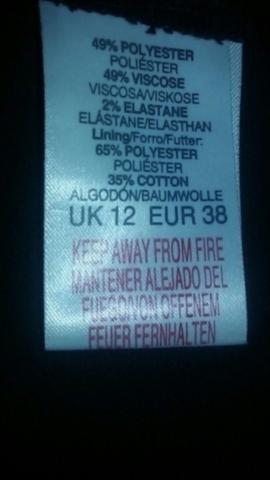 49% POLYESTER
POLIÉSTER
49% VISCOSE
VISCOSA/VISKOSE
2% ELASTANE
ELASTANE/ELASTHAN
Lining/Forro/Futter:
65% POLYESTER
POLIÉSTER
35% COTTON
ALGODÓN/BAUMWOLLE
UK 12 EUR 38
KEEP AWAY FROM FIRE
MANTENER ALEJADO DEL
FUEGO/VON OFFENEM
FEUER FERNHALTEN